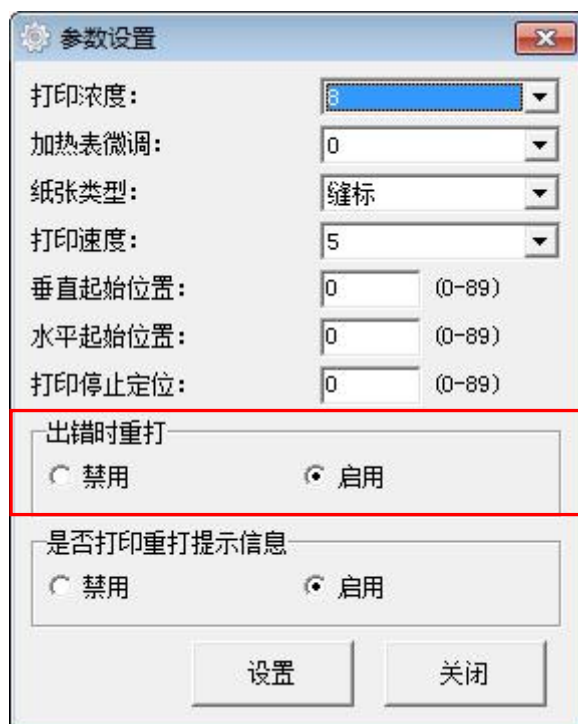 参数设置
打印浓度: 8
加热表微调: 0
纸张类型: 缝标
打印速度: 5
垂直起始位置: 0 (0-89)
水平起始位置: 0 (0-89)
打印停止定位: 0 (0-89)
出错时重打
禁用 启用
是否打印重打提示信息
禁用 启用
设置 关闭